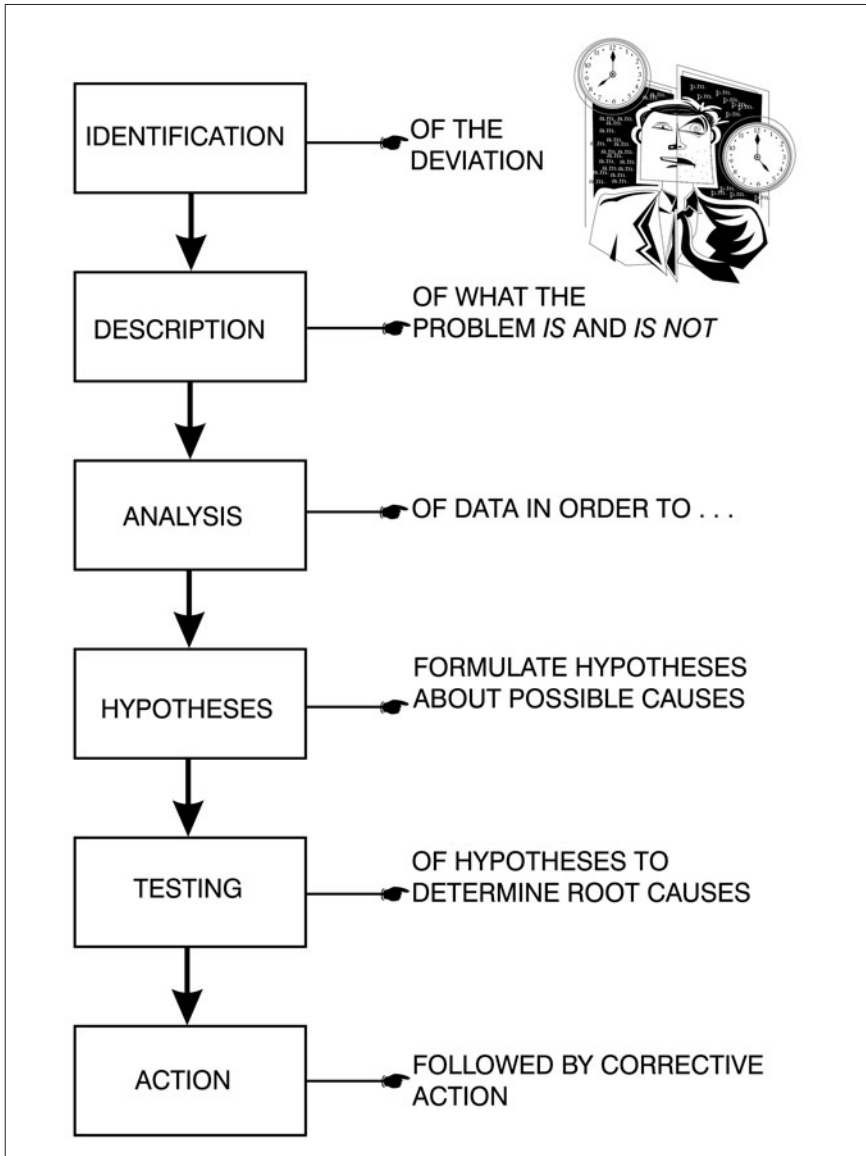 IDENTIFICATION
OF THE
DEVIATION
DESCRIPTION
OF WHAT THE
PROBLEM IS AND IS NOT
ANALYSIS
OF DATA IN ORDER TO . . .
HYPOTHESES
FORMULATE HYPOTHESES
ABOUT POSSIBLE CAUSES
TESTING
OF HYPOTHESES TO
DETERMINE ROOT CAUSES
ACTION
FOLLOWED BY CORRECTIVE
ACTION